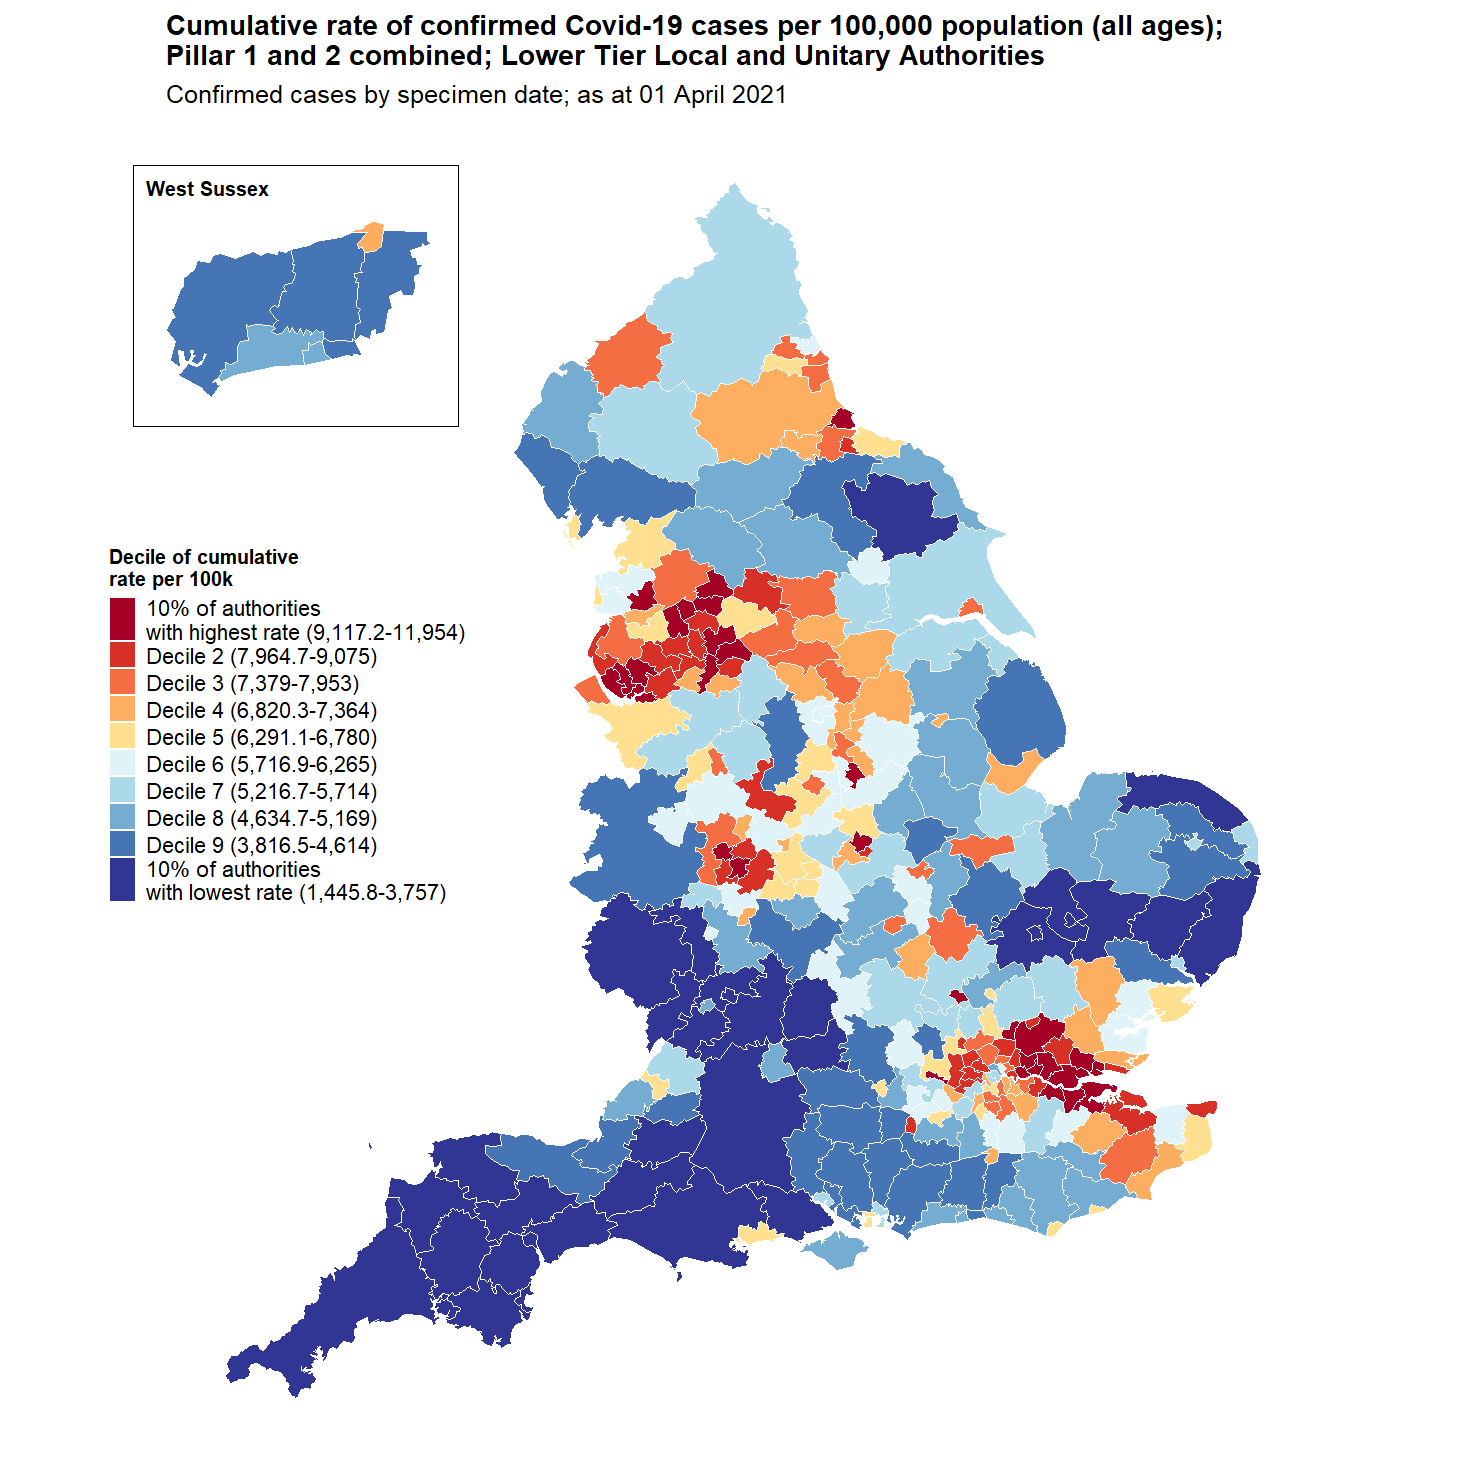 Cumulative rate of confirmed Covid-19 cases per 100,000 population (all ages);
Pillar 1 and 2 combined; Lower Tier Local and Unitary Authorities
Confirmed cases by specimen date; as at 01 April 2021
West Sussex
Decile of cumulative
rate per 100k
10% of authorities
with highest rate (9,117.2-11,954)
Decile 2 (7,964.7-9,075)
Decile 3 (7,379-7,953)
Decile 4 (6,820.3-7,364)
Decile 5 (6,291.1-6,780)
Decile 6 (5,716.9-6,265)
Decile 7 (5,216.7-5,714)
Decile 8 (4,634.7-5,169)
Decile 9 (3,816.5-4,614)
10% of authorities
with lowest rate (1,445.8-3,757)